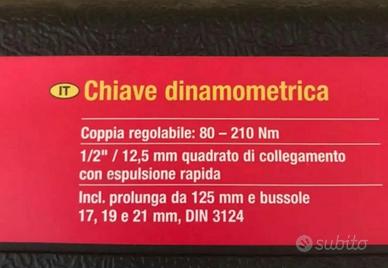 IT Chiave dinamometrica
Coppia regolabile: 80 – 210 Nm
1/2" / 12,5 mm quadrato di collegamento
con espulsione rapida
Incl. prolunga da 125 mm e bussole
17, 19 e 21 mm, DIN 3124
subito